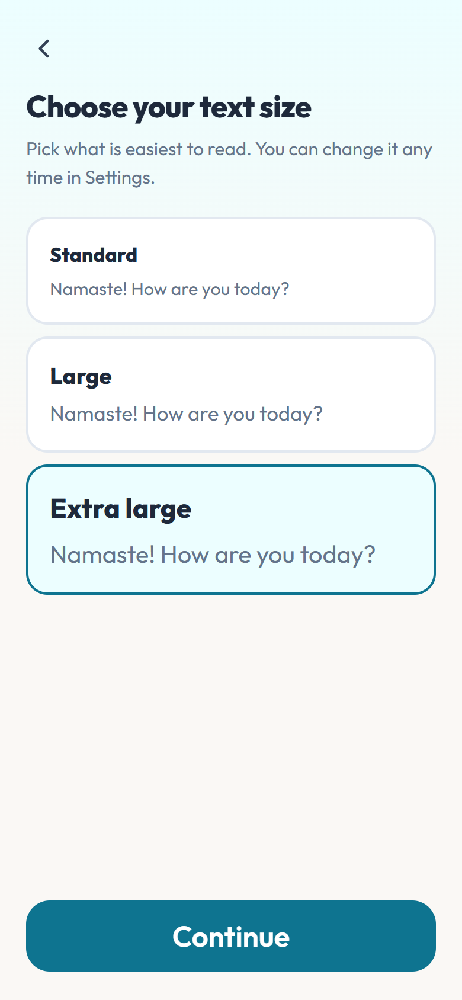 Choose your text size
Pick what is easiest to read. You can change it any
time in Settings.
Standard
Namaste! How are you today?
Large
Namaste! How are you today?
Extra large
Namaste! How are you today?
Continue